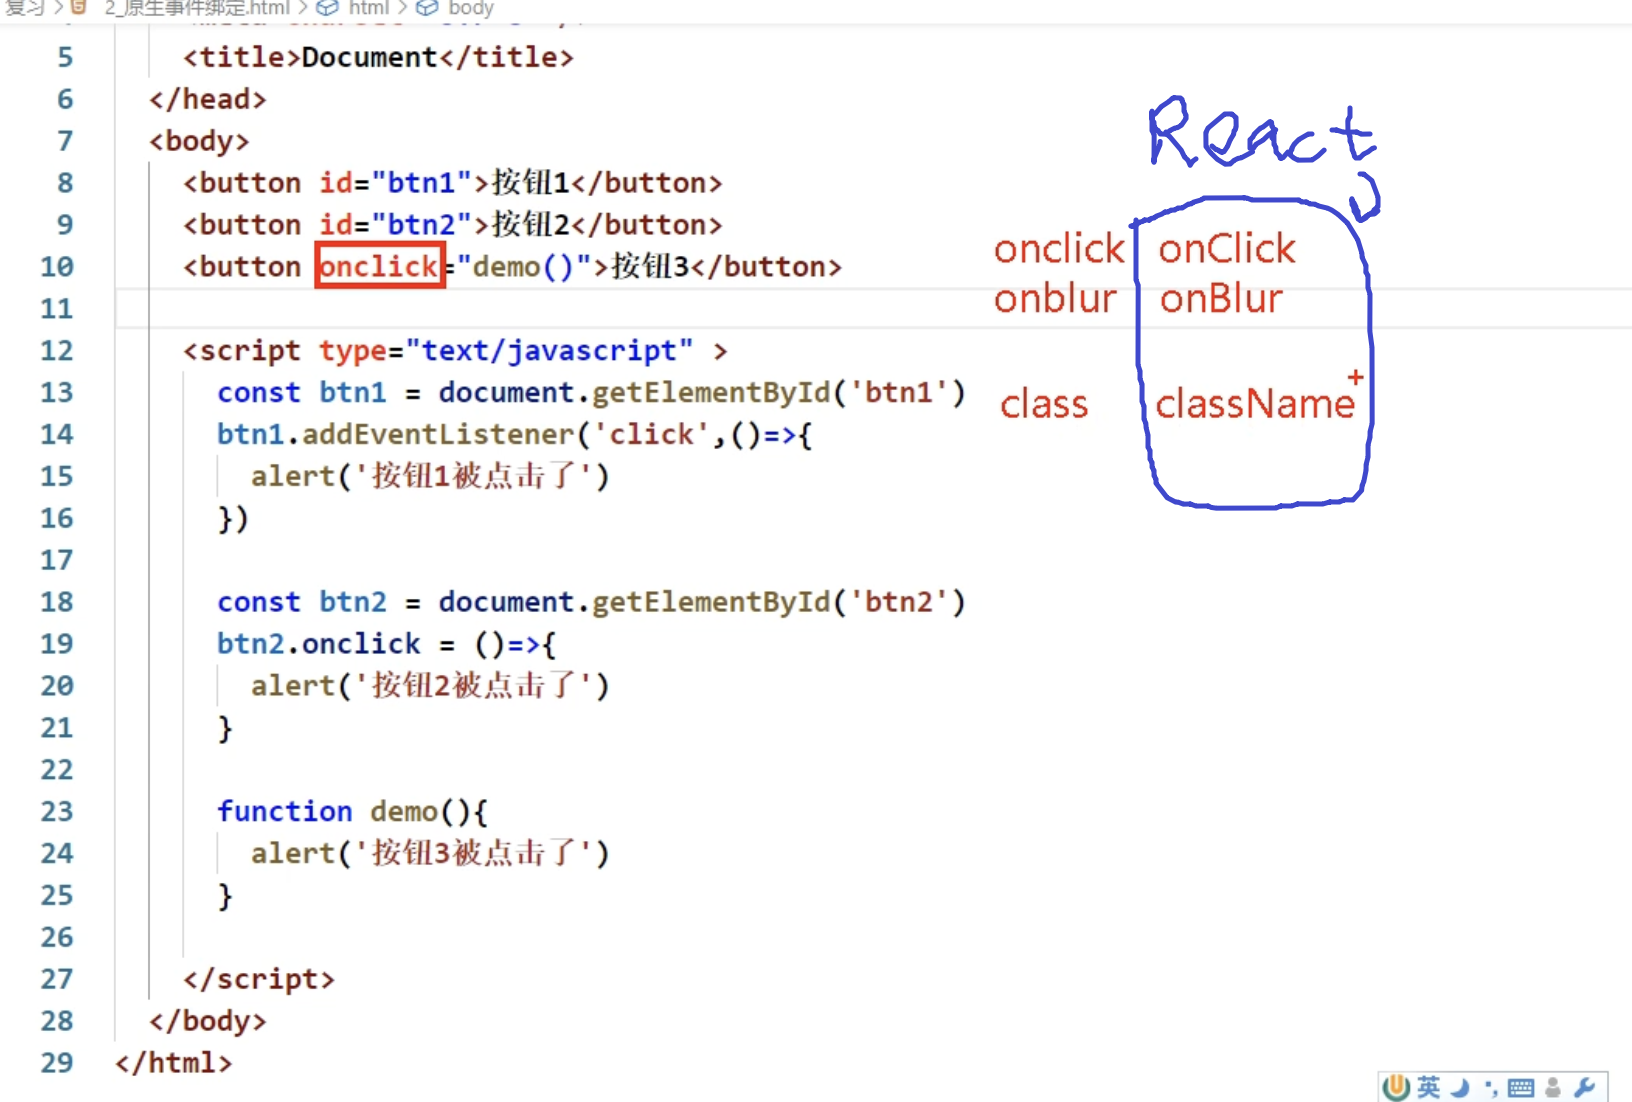 复习 > 2_原生事件绑定.html > html > body
5 <title>Document</title>
6 </head>
7 <body>
8 <button id="btn1">按钮1</button>
9 <button id="btn2">按钮2</button>
10 <button onclick="demo()">按钮3</button>
11
12 <script type="text/javascript" >
13 const btn1 = document.getElementById('btn1')
14 btn1.addEventListener('click',()=>{
15 alert('按钮1被点击了')
16 })
17
18 const btn2 = document.getElementById('btn2')
19 btn2.onclick = ()=>{
20 alert('按钮2被点击了')
21 }
22
23 function demo(){
24 alert('按钮3被点击了')
25 }
26
27 </script>
28 </body>
29 </html>
React
onclick onClick
onblur onBlur
class className
英